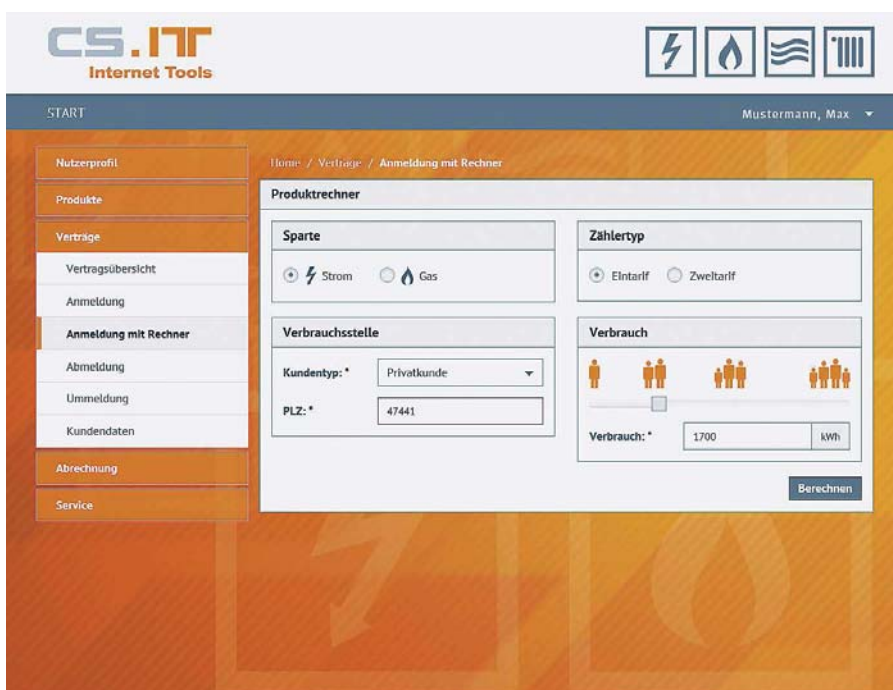 CS.IT
Internet Tools
START
Mustermann, Max
Nutzerprofil
Produkte
Verträge
Vertragsübersicht
Anmeldung
Anmeldung mit Rechner
Abmeldung
Ummeldung
Kundendaten
Abrechnung
Service
Home / Verträge / Anmeldung mit Rechner
Produktrechner
Sparte
Strom Gas
Zählertyp
Eintarif Zweitarif
Verbrauchsstelle
Kundentyp: * Privatkunde
PLZ: * 47441
Verbrauch
Verbrauch: * 1700 kWh
Berechnen